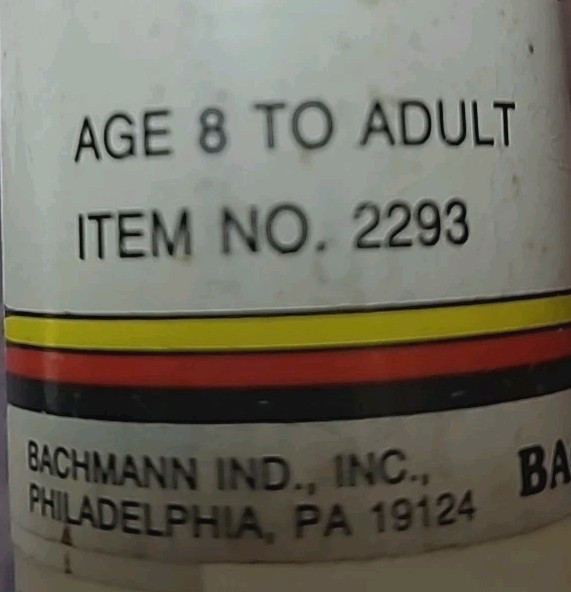 AGE 8 TO ADULT
ITEM NO. 2293
BACHMANN IND., INC.,
PHILADELPHIA, PA 19124
BA